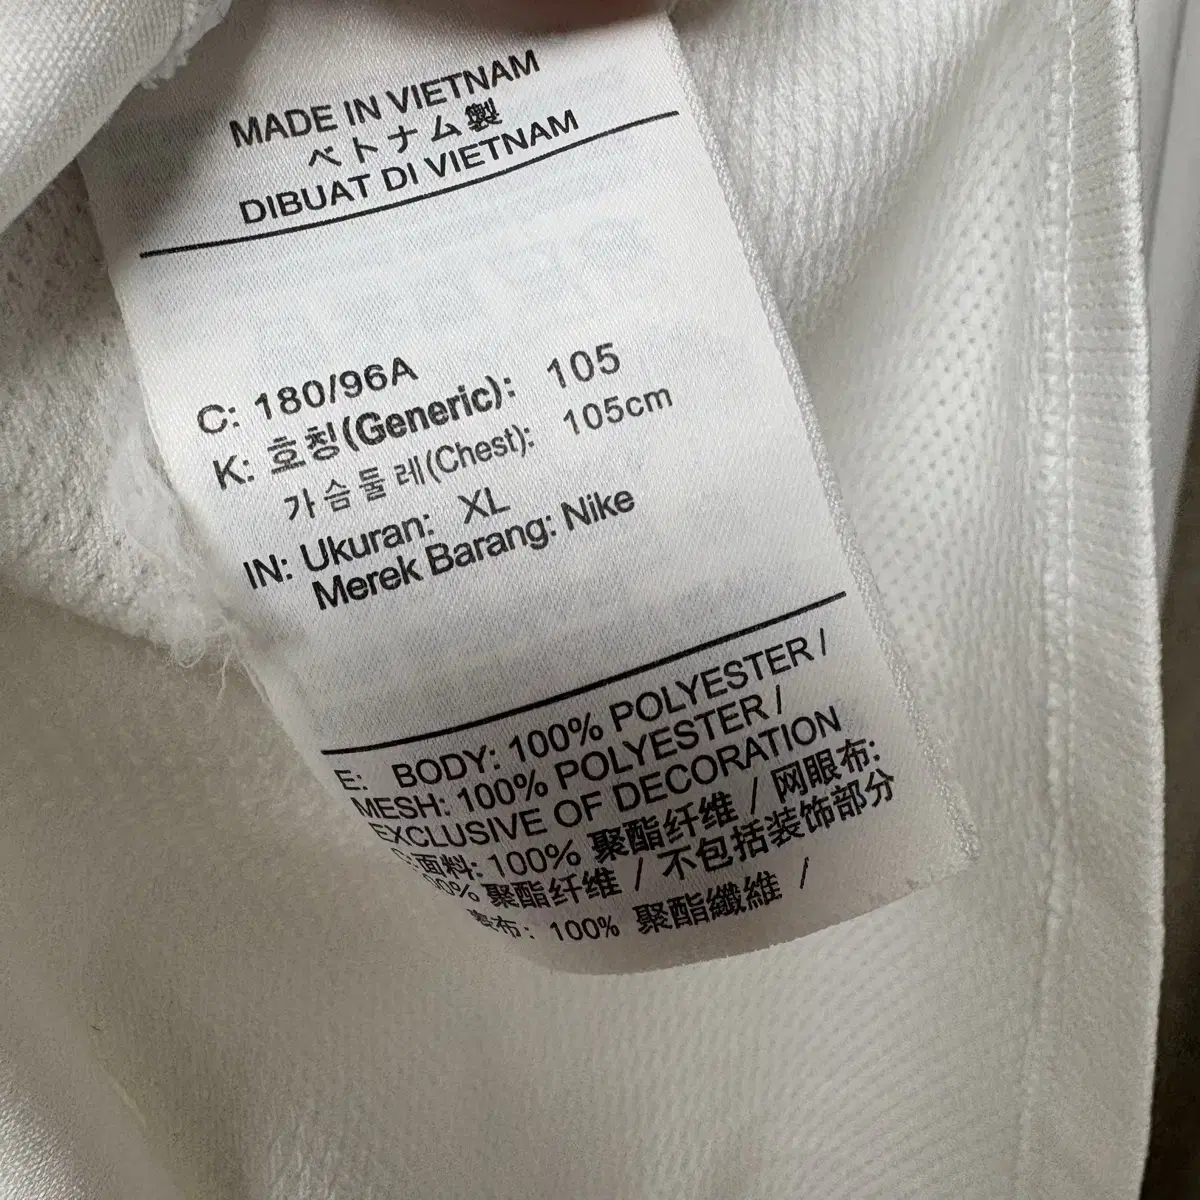 MADE IN VIETNAM
ベトナム製
DIBUAT DI VIETNAM
C: 180/96A
K: 호칭(Generic): 105
가슴둘레(Chest): 105cm
IN: Ukuran: XL
Merek Barang: Nike
E: BODY: 100% POLYESTER /
MESH: 100% POLYESTER /
EXCLUSIVE OF DECORATION
面料: 100% 聚酯纤维 / 网眼布:
聚酯纤维 / 不包括装饰部分
布: 100% 聚酯纖維 /